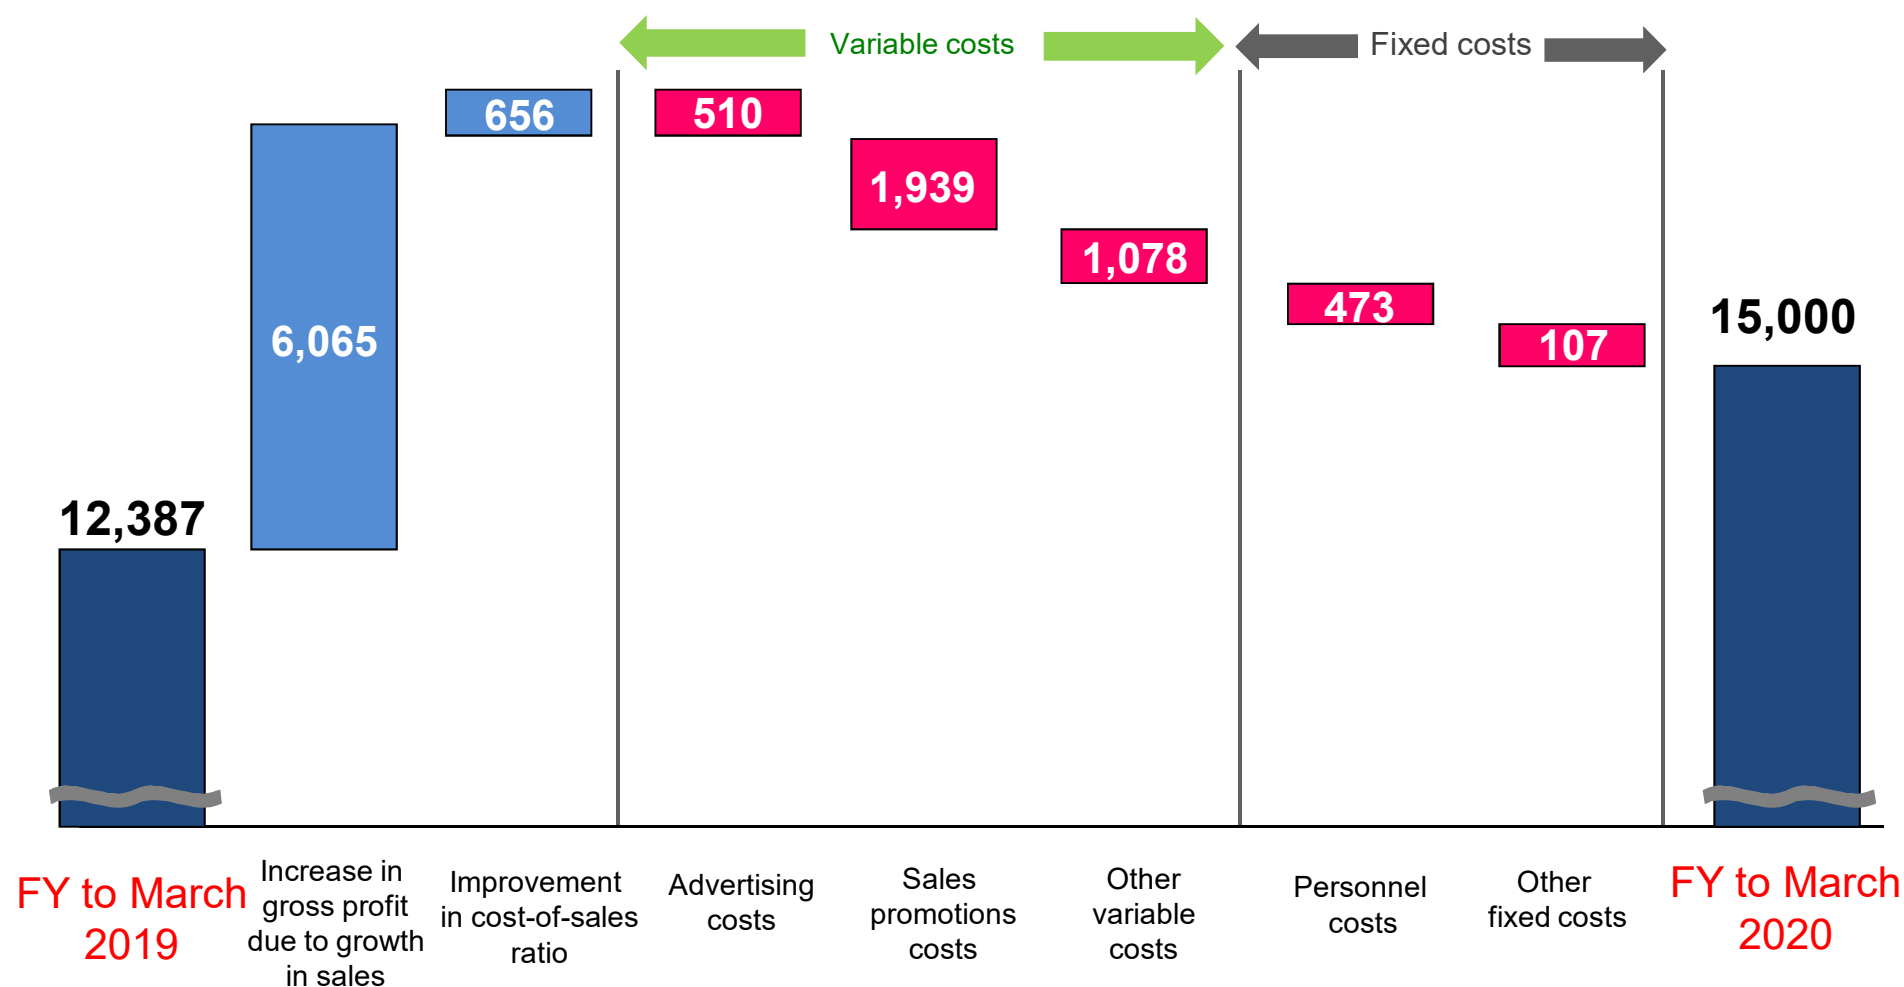 Variable costs
Fixed costs
656
510
1,939
1,078
473
107
15,000
6,065
12,387
FY to March
2019
Increase in
gross profit
due to growth
in sales
Improvement
in cost-of-sales
ratio
Advertising
costs
Sales
promotions
costs
Other
variable
costs
Personnel
costs
Other
fixed costs
FY to March
2020